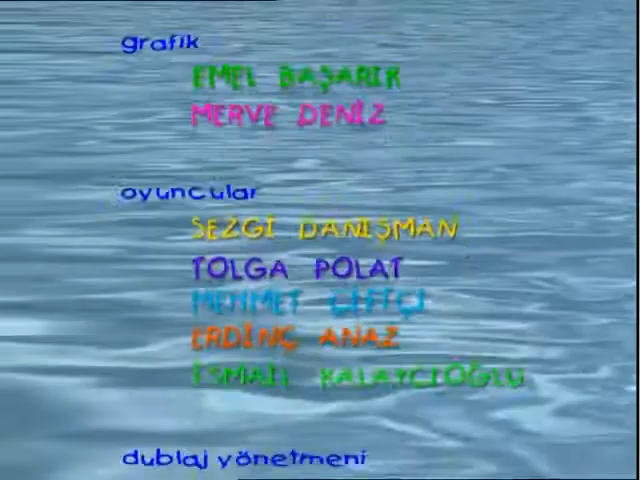 grafik
EMEL BAŞARIR
MERVE DENİZ
oyuncular
SEZGİ DANIŞMAN
TOLGA POLAT
MEHMET ÇİFTÇİ
ERDİNÇ ANAZ
İSMAİL KALAYCIOĞLU
dublaj yönetmeni